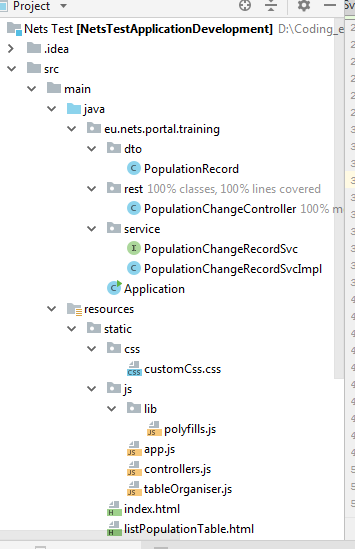 Project
Nets Test [NetsTestApplicationDevelopment] D:\Coding_e
.idea
src
main
java
eu.nets.portal.training
dto
PopulationRecord
rest 100% classes, 100% lines covered
PopulationChangeController 100% m
service
PopulationChangeRecordSvc
PopulationChangeRecordSvcImpl
Application
resources
static
css
customCss.css
js
lib
polyfills.js
app.js
controllers.js
tableOrganiser.js
index.html
listPopulationTable.html